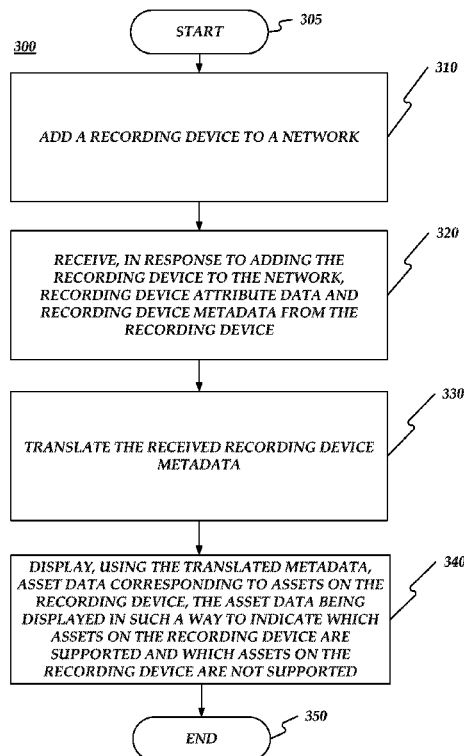 START
305
300
310
ADD A RECORDING DEVICE TO A NETWORK
320
RECEIVE, IN RESPONSE TO ADDING THE
RECORDING DEVICE TO THE NETWORK,
RECORDING DEVICE ATTRIBUTE DATA AND
RECORDING DEVICE METADATA FROM THE
RECORDING DEVICE
330
TRANSLATE THE RECEIVED RECORDING DEVICE
METADATA
340
DISPLAY, USING THE TRANSLATED METADATA,
ASSET DATA CORRESPONDING TO ASSETS ON THE
RECORDING DEVICE, THE ASSET DATA BEING
DISPLAYED IN SUCH A WAY TO INDICATE WHICH
ASSETS ON THE RECORDING DEVICE ARE
SUPPORTED AND WHICH ASSETS ON THE
RECORDING DEVICE ARE NOT SUPPORTED
350
END